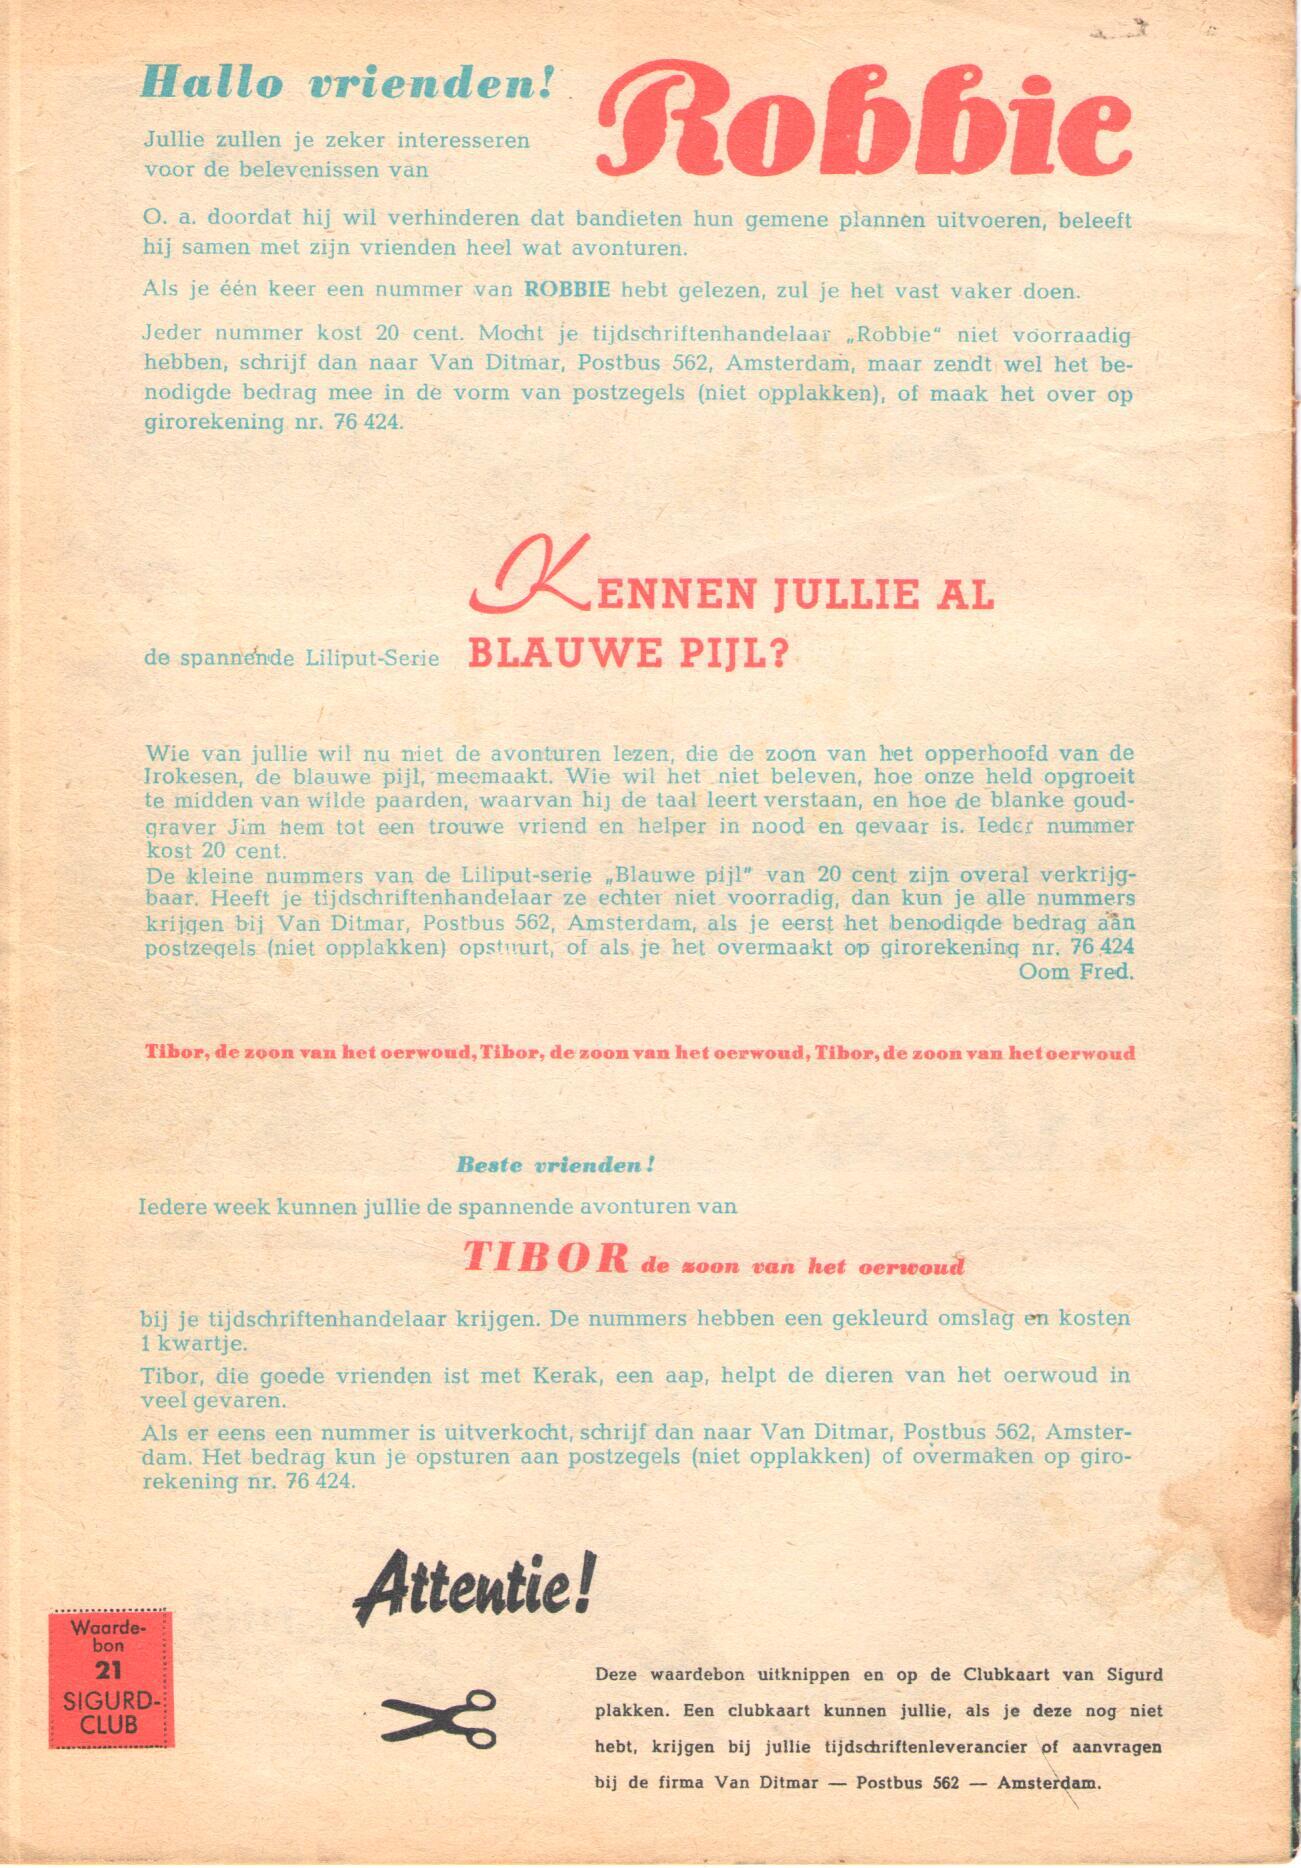 Hallo vrienden!
Robbie
Jullie zullen je zeker interesseren
voor de belevenissen van
O. a. doordat hij wil verhinderen dat bandieten hun gemene plannen uitvoeren, beleeft
hij samen met zijn vrienden heel wat avonturen.
Als je één keer een nummer van ROBBIE hebt gelezen, zul je het vast vaker doen.
Jeder nummer kost 20 cent. Mocht je tijdschriftenhandelaar „Robbie“ niet voorraadig
hebben, schrijf dan naar Van Ditmar, Postbus 562, Amsterdam, maar zendt wel het be-
nodigde bedrag mee in de vorm van postzegels (niet opplakken), of maak het over op
girorekening nr. 76 424.
KENNEN JULLIE AL
de spannende Liliput-Serie BLAUWE PIJL?
Wie van jullie wil nu niet de avonturen lezen, die de zoon van het opperhoofd van de
Irokesen, de blauwe pijl, meemaakt. Wie wil het niet beleven, hoe onze held opgroeit
te midden van wilde paarden, waarvan hij de taal leert verstaan, en hoe de blanke goud-
graver Jim hem tot een trouwe vriend en helper in nood en gevaar is. Ieder nummer
kost 20 cent.
De kleine nummers van de Liliput-serie „Blauwe pijl“ van 20 cent zijn overal verkrijg-
baar. Heeft je tijdschriftenhandelaar ze echter niet voorradig, dan kun je alle nummers
krijgen bij Van Ditmar, Postbus 562, Amsterdam, als je eerst het benodigde bedrag aan
postzegels (niet opplakken) opstuurt, of als je het overmaakt op girorekening nr. 76 424
Oom Fred.
Tibor, de zoon van het oerwoud, Tibor, de zoon van het oerwoud, Tibor, de zoon van het oerwoud
Beste vrienden!
Iedere week kunnen jullie de spannende avonturen van
TIBOR de zoon van het oerwoud
bij je tijdschriftenhandelaar krijgen. De nummers hebben een gekleurd omslag en kosten
1 kwartje.
Tibor, die goede vrienden ist met Kerak, een aap, helpt de dieren van het oerwoud in
veel gevaren.
Als er eens een nummer is uitverkocht, schrijf dan naar Van Ditmar, Postbus 562, Amster-
dam. Het bedrag kun je opsturen aan postzegels (niet opplakken) of overmaken op giro-
rekening nr. 76 424.
Attentie!
Waarde-
bon
21
SIGURD-
CLUB
Deze waardebon uitknippen en op de Clubkaart van Sigurd
plakken. Een clubkaart kunnen jullie, als je deze nog niet
hebt, krijgen bij jullie tijdschriftenleverancier of aanvragen
bij de firma Van Ditmar — Postbus 562 — Amsterdam.